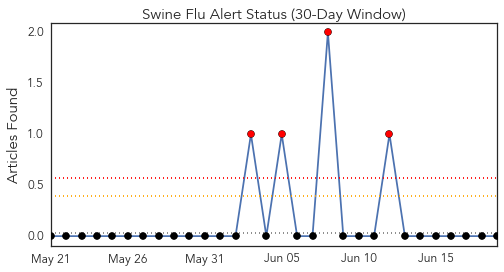 Swine Flu Alert Status (30-Day Window)
Articles Found
2.0
1.5
1.0
0.5
0.0
May 21
May 26
May 31
Jun 05
Jun 10
Jun 15